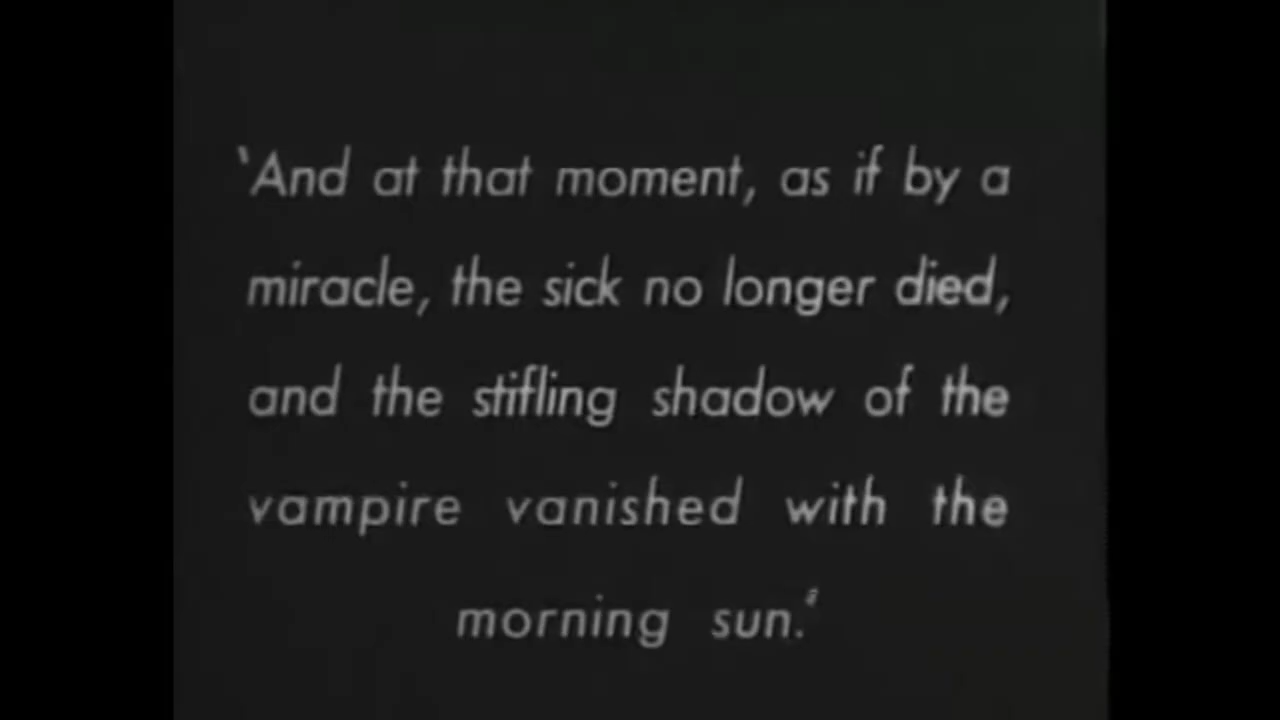 'And at that moment, as if by a
miracle, the sick no longer died,
and the stifling shadow of the
vampire vanished with the
morning sun.'